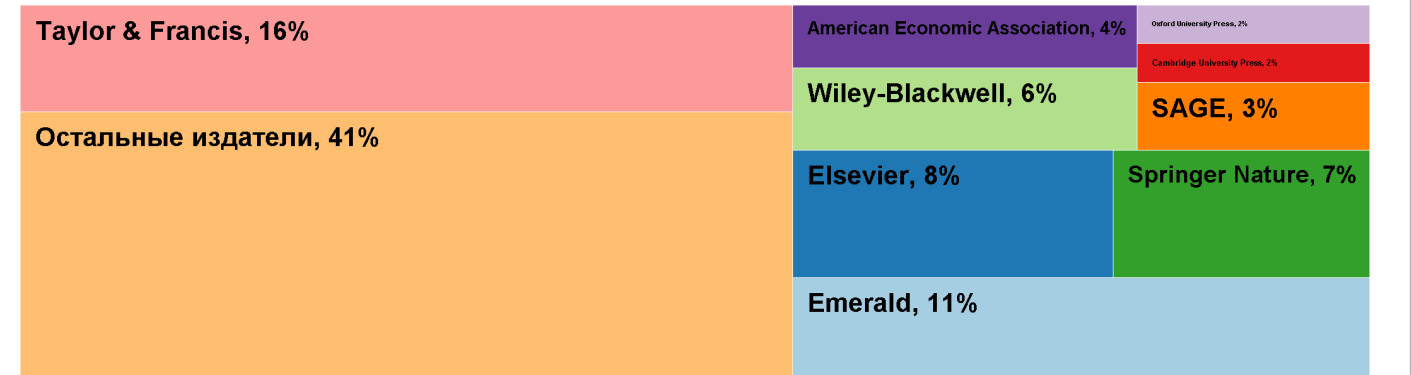 Taylor & Francis, 16%
Остальные издатели, 41%
American Economic Association, 4%
Wiley-Blackwell, 6%
Oxford University Press, 2%
Cambridge University Press, 2%
SAGE, 3%
Elsevier, 8%
Springer Nature, 7%
Emerald, 11%